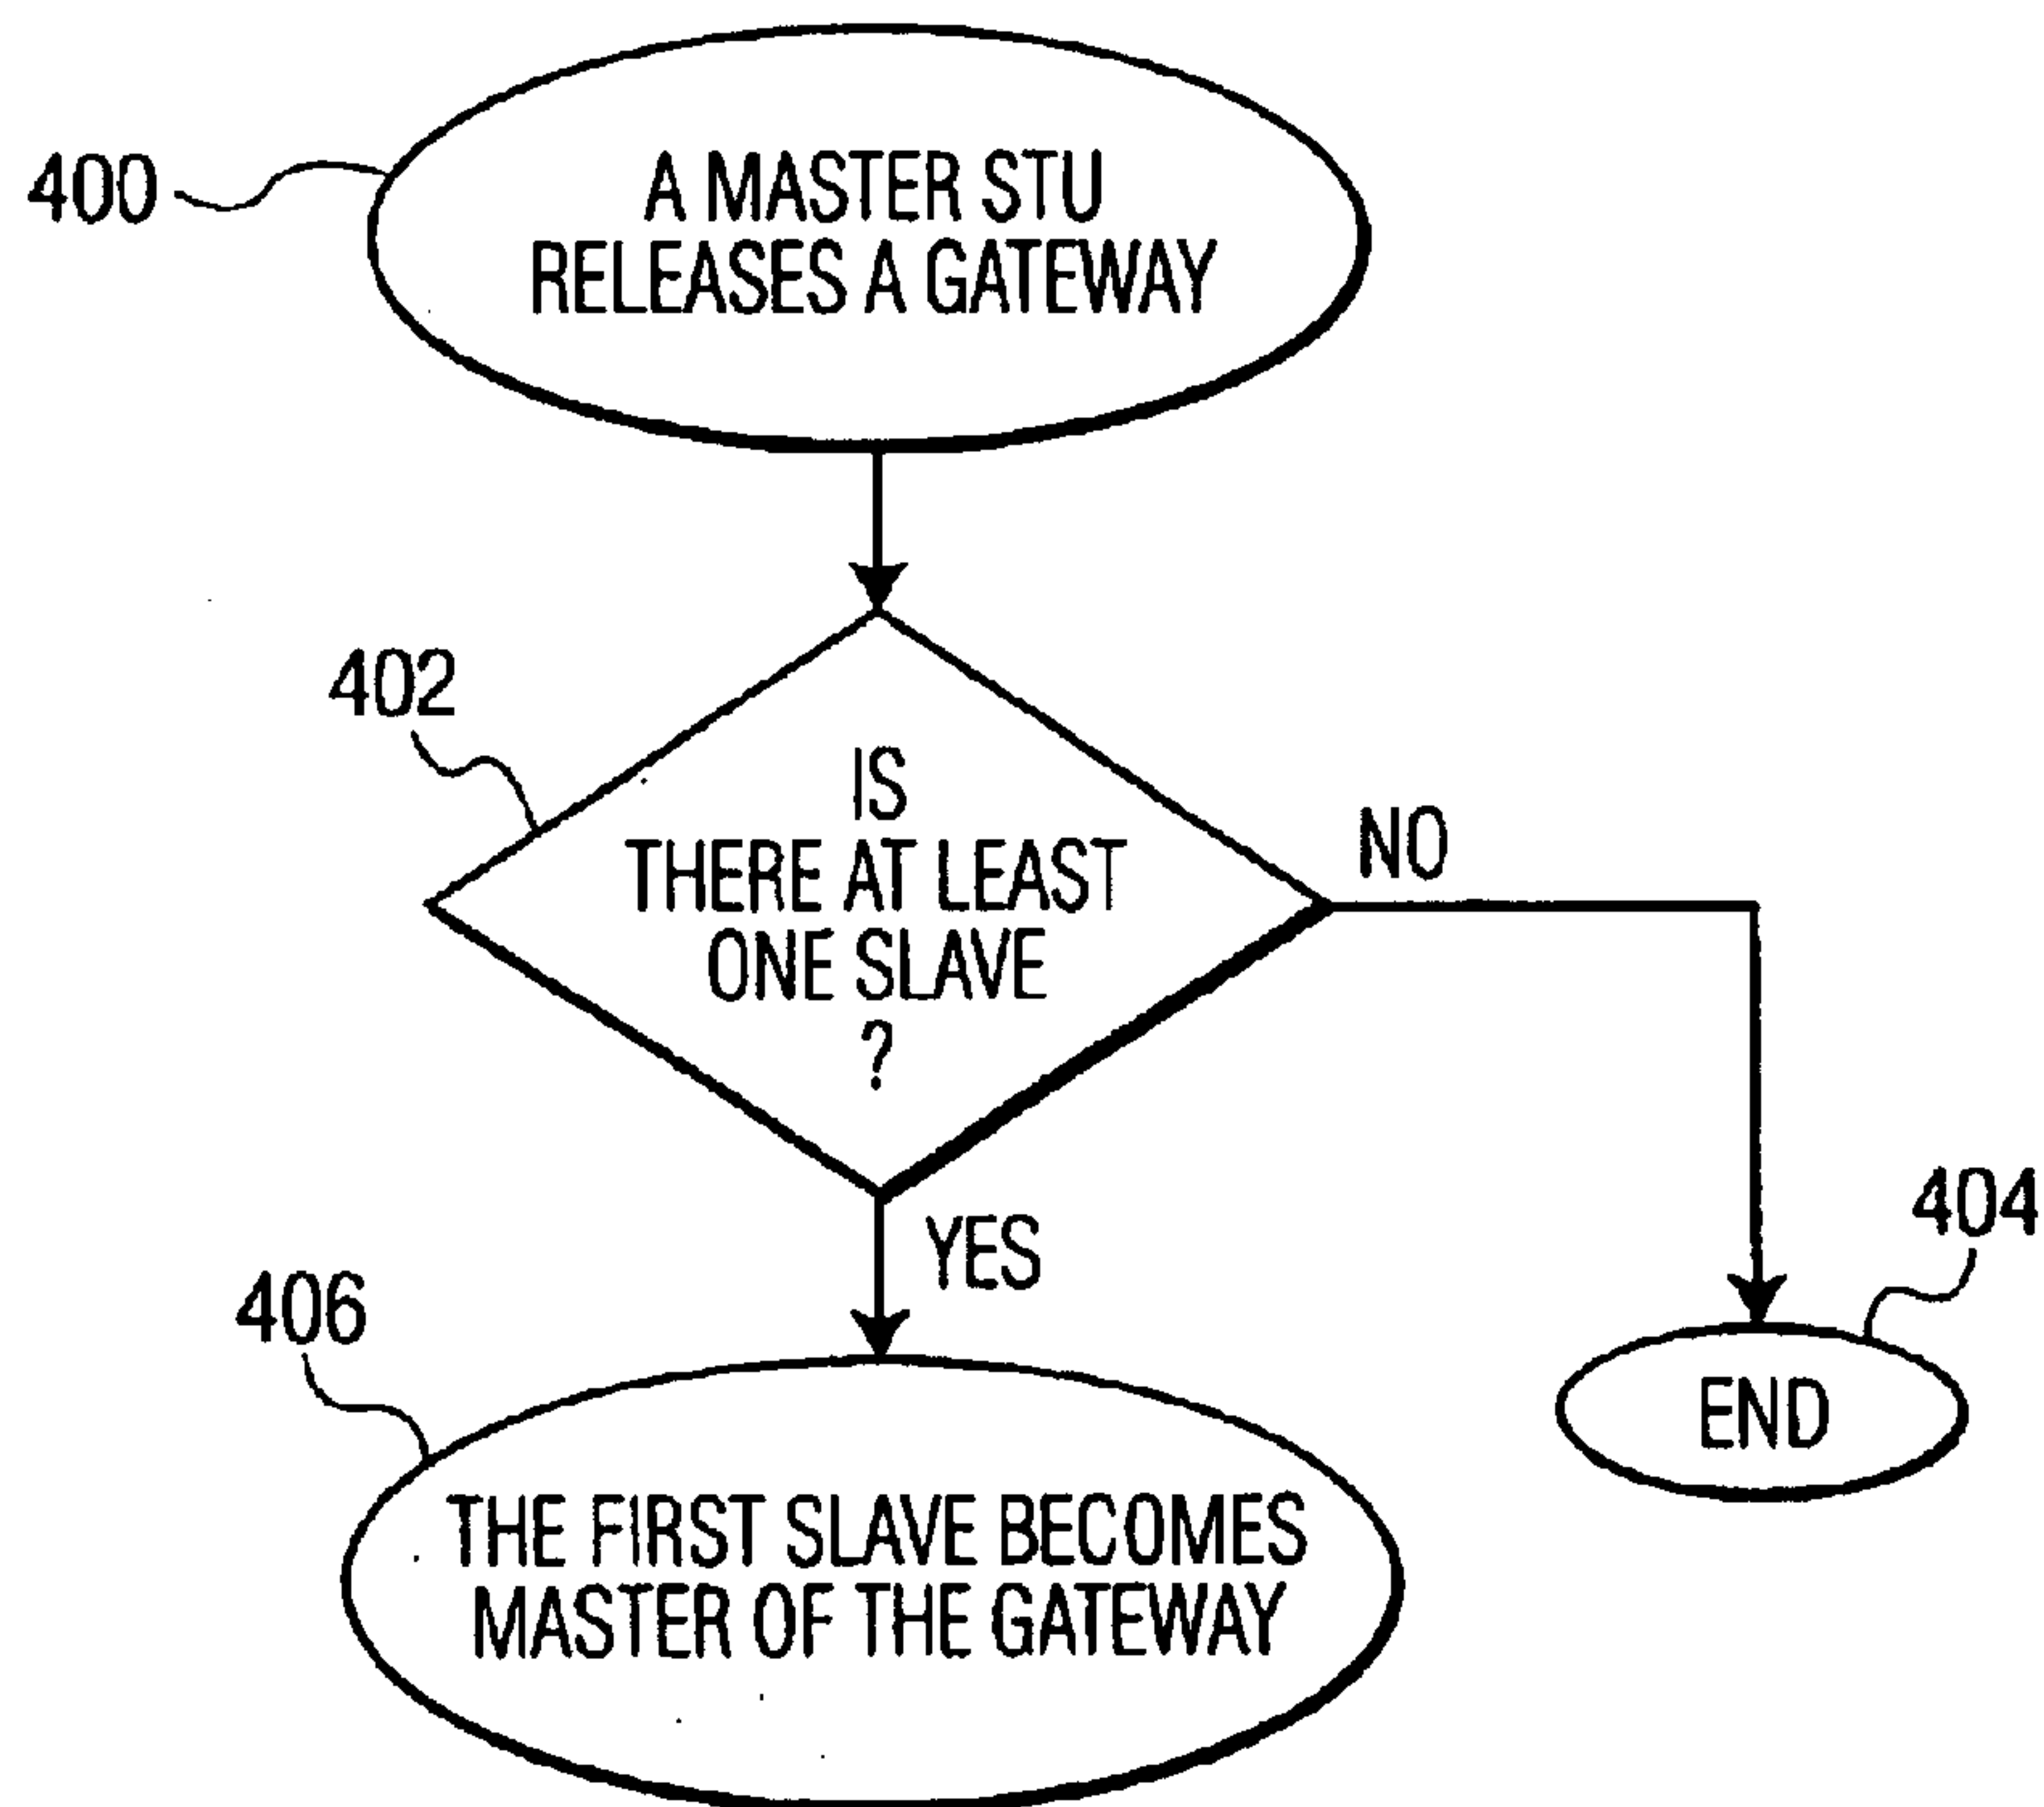 400
A MASTER STU
RELEASES A GATEWAY
402
IS
THERE AT LEAST
ONE SLAVE
?
NO
YES
404
END
406
THE FIRST SLAVE BECOMES
MASTER OF THE GATEWAY